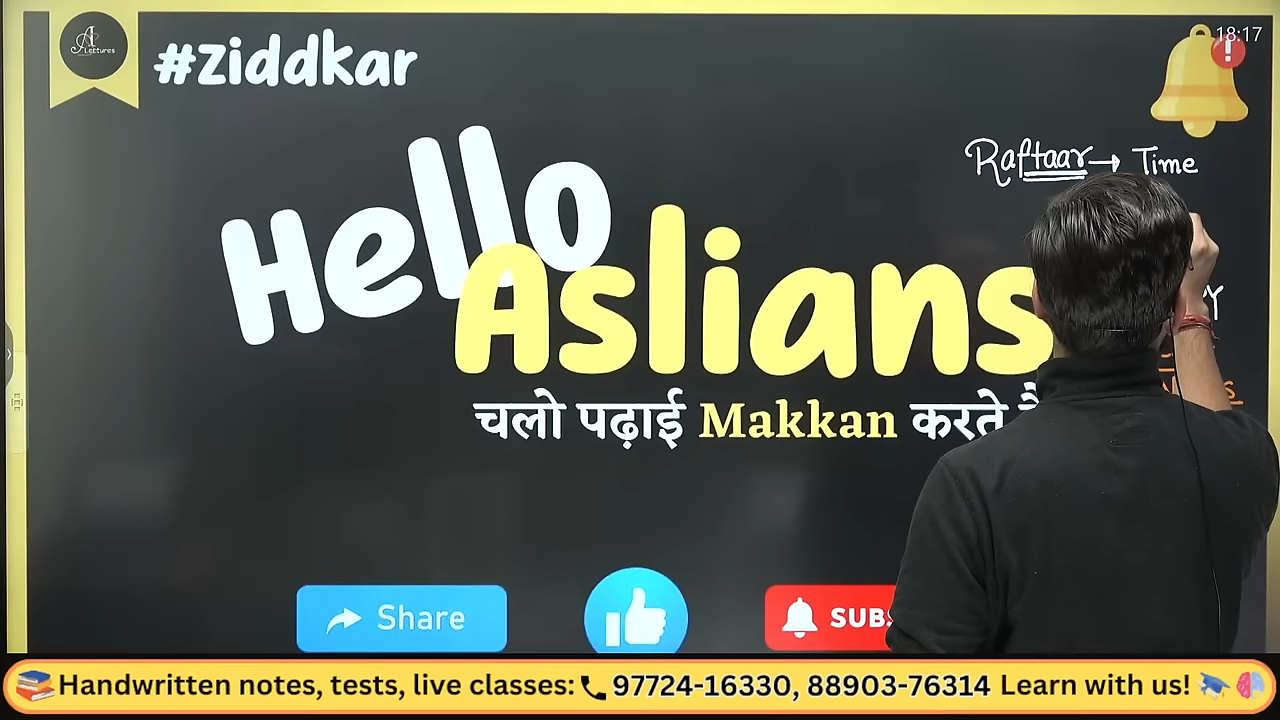 A Lectures
#ziddkar
18:17
Raftaar → Time
Hello
Aslians
चलो पढ़ाई Makkan करते
Share
Handwritten notes, tests, live classes: 97724-16330, 88903-76314 Learn with us!